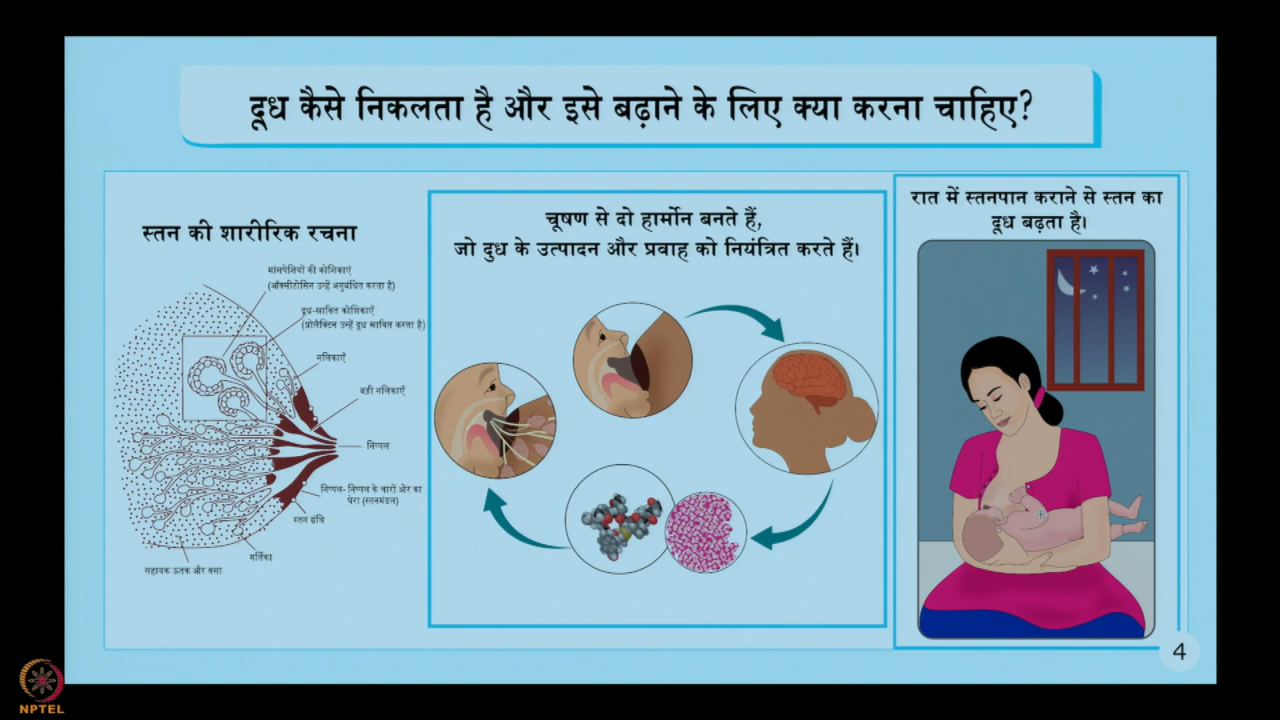 दूध कैसे निकलता है और इसे बढ़ाने के लिए क्या करना चाहिए?
स्तन की शारीरिक रचना
मांसपेशियों की कोशिकाएं
(ऑक्सीटोसिन उन्हें अनुबंधित करता है)
दूध-स्रावित कोशिकाएँ
(प्रोलैक्टिन उन्हें दूध स्रावित करता है)
नलिकाएँ
बड़ी नलिकाएँ
निप्पल
निप्पल- निप्पल के चारों ओर का
घेरा (स्तनमंडल)
स्तन ग्रंथि
गर्तिका
सहायक ऊतक और वसा
चूषण से दो हार्मोन बनते हैं,
जो दुध के उत्पादन और प्रवाह को नियंत्रित करते हैं।
रात में स्तनपान कराने से स्तन का
दूध बढ़ता है।
4
NPTEL